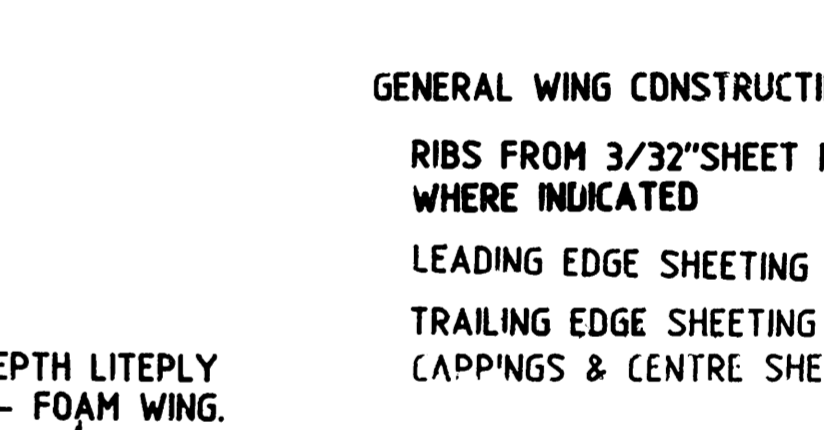 GENERAL WING CONSTRUCTI
RIBS FROM 3/32"SHEET
WHERE INDICATED
LEADING EDGE SHEETING
TRAILING EDGE SHEETING
CAPPINGS & CENTRE SHE
EPTH LITEPLY
- FOAM WING.